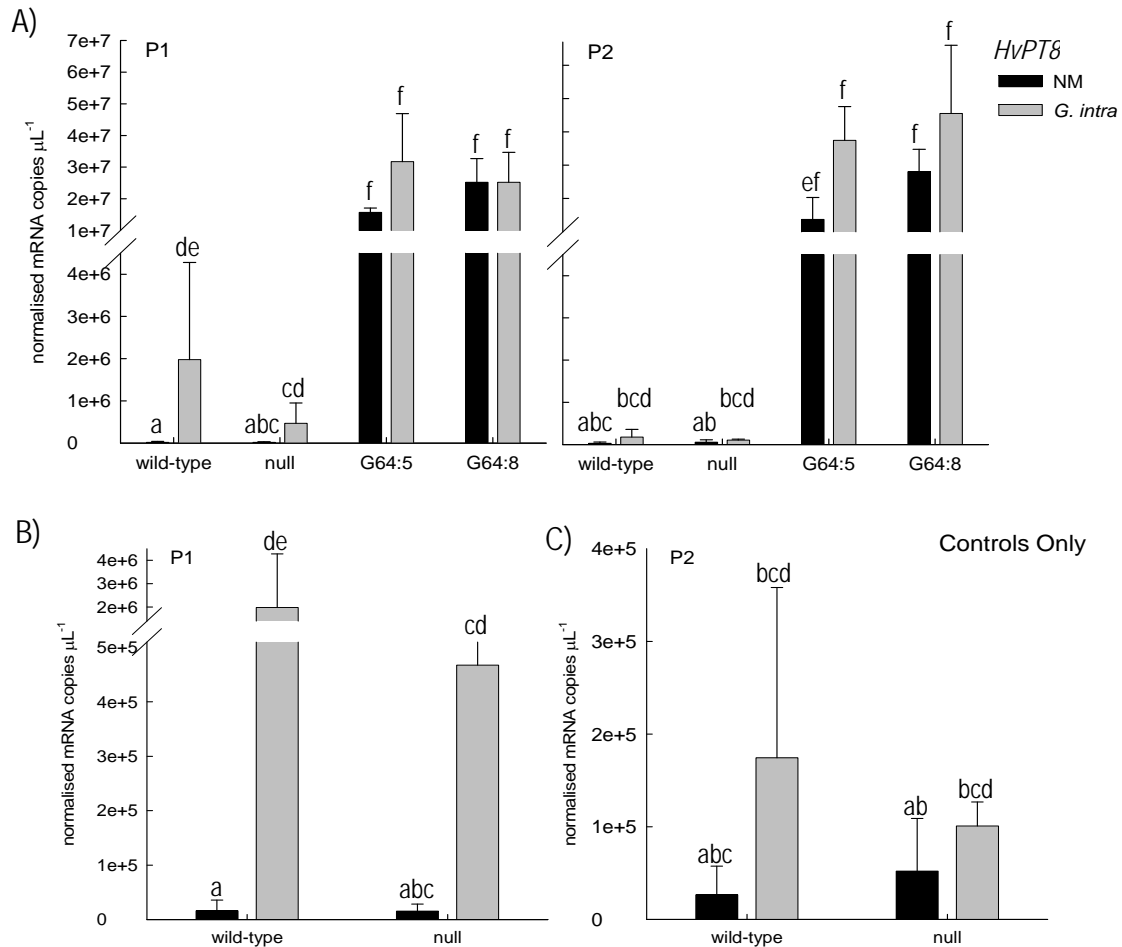 A)
P1
P2
HvPT8
NM
G. intra
normalised mRNA copies µL-1
7e+7
6e+7
5e+7
4e+7
3e+7
2e+7
1e+7
4e+6
2e+6
1e+6
0
a
de
abc
cd
f
f
f
f
abc
bcd
ab
bcd
ef
f
f
f
wild-type
null
G64:5
G64:8
wild-type
null
G64:5
G64:8
B)
P1
normalised mRNA copies µL-1
4e+6
3e+6
2e+6
5e+5
4e+5
3e+5
2e+5
1e+5
0
a
de
abc
cd
wild-type
null
C)
P2
Controls Only
normalised mRNA copies µL-1
4e+5
3e+5
2e+5
1e+5
0
abc
bcd
ab
bcd
wild-type
null